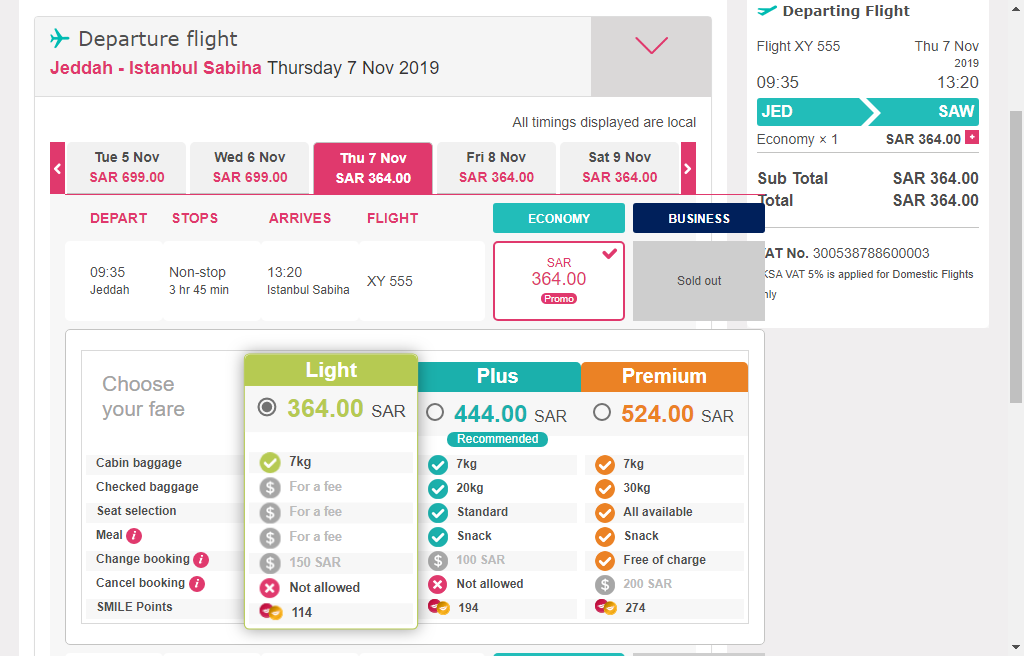 Departure flight
Jeddah - Istanbul Sabiha Thursday 7 Nov 2019
All timings displayed are local
Tue 5 Nov
SAR 699.00
Wed 6 Nov
SAR 699.00
Thu 7 Nov
SAR 364.00
Fri 8 Nov
SAR 364.00
Sat 9 Nov
SAR 364.00
DEPART STOPS ARRIVES FLIGHT ECONOMY BUSINESS
09:35
Jeddah
Non-stop
3 hr 45 min
13:20
Istanbul Sabiha
XY 555
SAR
364.00
Promo
Sold out
Choose
your fare
Light
364.00 SAR
Plus
444.00 SAR
Recommended
Premium
524.00 SAR
Cabin baggage 7kg 7kg 7kg
Checked baggage For a fee 20kg 30kg
Seat selection For a fee Standard All available
Meal i For a fee Snack Snack
Change booking i $ 150 SAR $ 100 SAR Free of charge
Cancel booking i Not allowed Not allowed $ 200 SAR
SMILE Points 114 194 274
Departing Flight
Flight XY 555 Thu 7 Nov
2019
09:35 13:20
JED SAW
Economy × 1 SAR 364.00 +
Sub Total SAR 364.00
Total SAR 364.00
AT No. 300538788600003
KSA VAT 5% is applied for Domestic Flights
nly